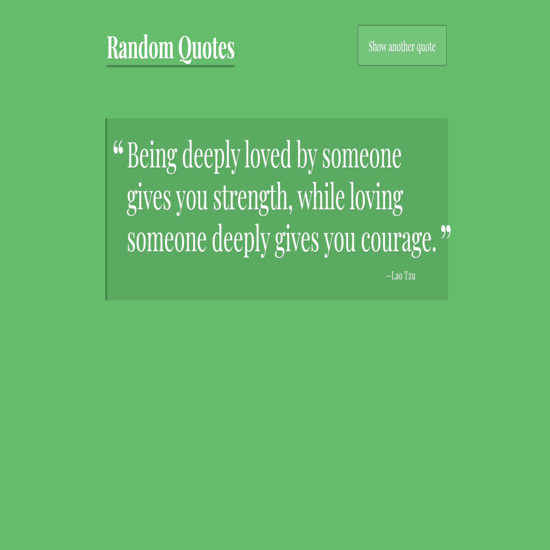 Random Quotes
Show another quote
“Being deeply loved by someone
gives you strength, while loving
someone deeply gives you courage.”
–Lao Tzu